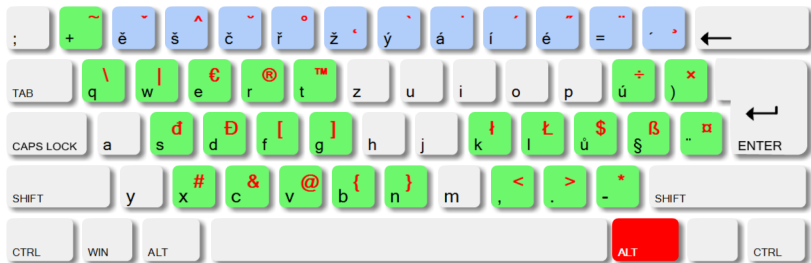 ; + ~ ě ˇ š ^ č ˘ ř ° ž ˛ ý ` á ˙ í ´ é ˝ = ¨ ´ ¸ ←
TAB q \ w | e € r ® t ™ z u i o p ú ÷ ) ×
CAPS LOCK a s đ d Đ f [ g ] h j k ł l Ł ů $ § ß ¨ ¤ ENTER
SHIFT y x # c & v @ b { n } m , < . > - * SHIFT
CTRL WIN ALT ALT CTRL